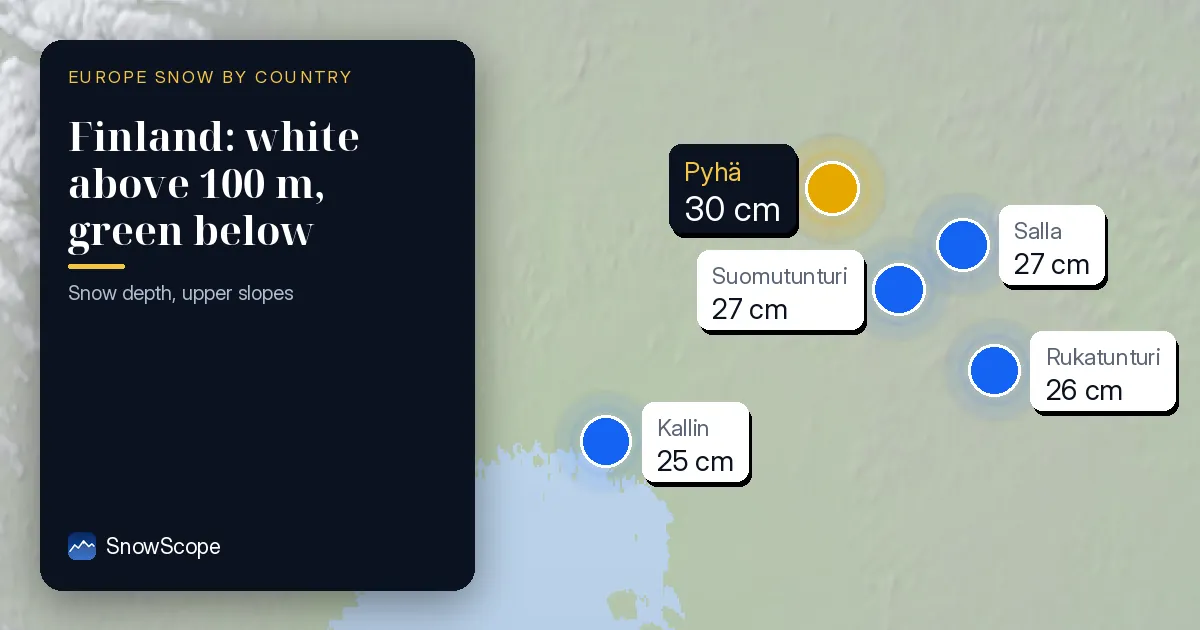 EUROPE SNOW BY COUNTRY
Finland: white
above 100 m,
green below
Snow depth, upper slopes
SnowScope
Pyhä
30 cm
Salla
27 cm
Suomutunturi
27 cm
Rukatunturi
26 cm
Kallin
25 cm